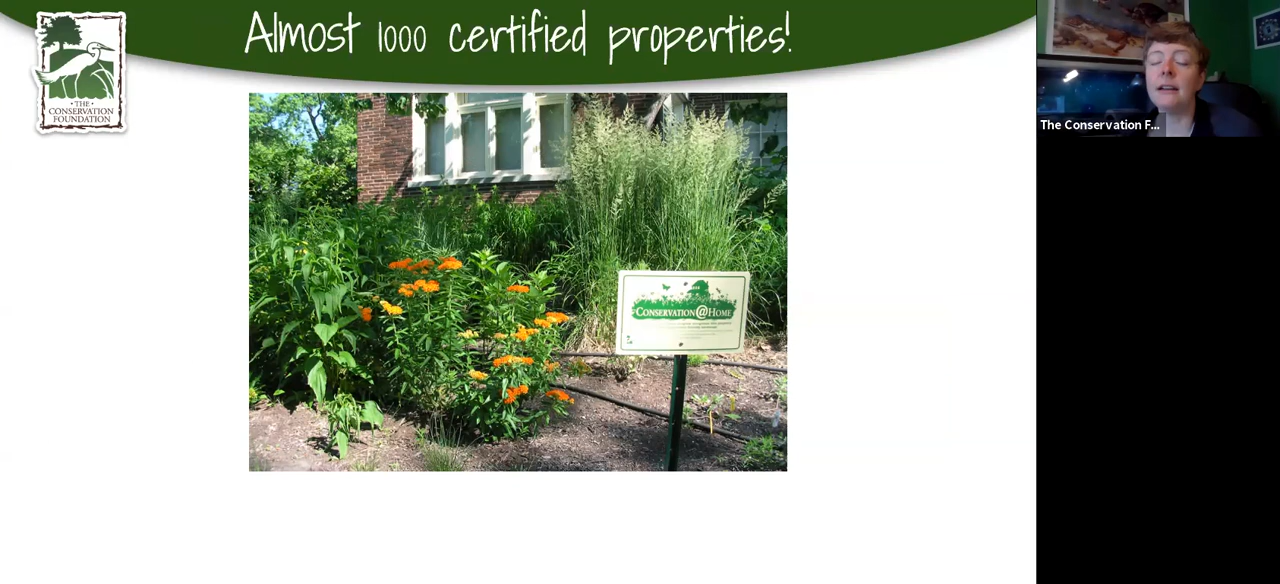 Almost 1000 certified properties!
• THE •
CONSERVATION
FOUNDATION
The Conservation F...
CONSERVATION@HOME